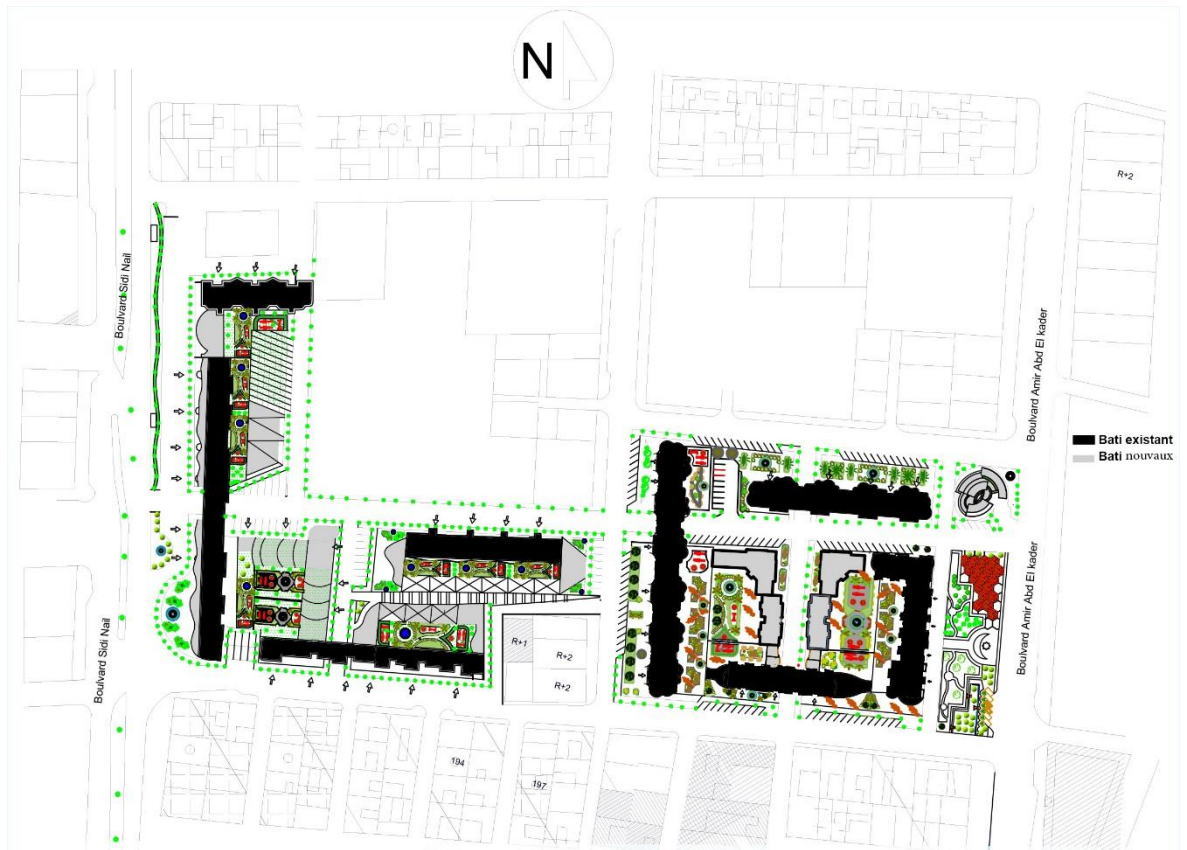 N
R+2
Boulvard Sidi Nail
Boulvard Amir Abd El kader
Bati existant
Bati nouvaux
Boulvard Sidi Nail
Boulvard Amir Abd El kader
R+1
R+2
R+2
194
197